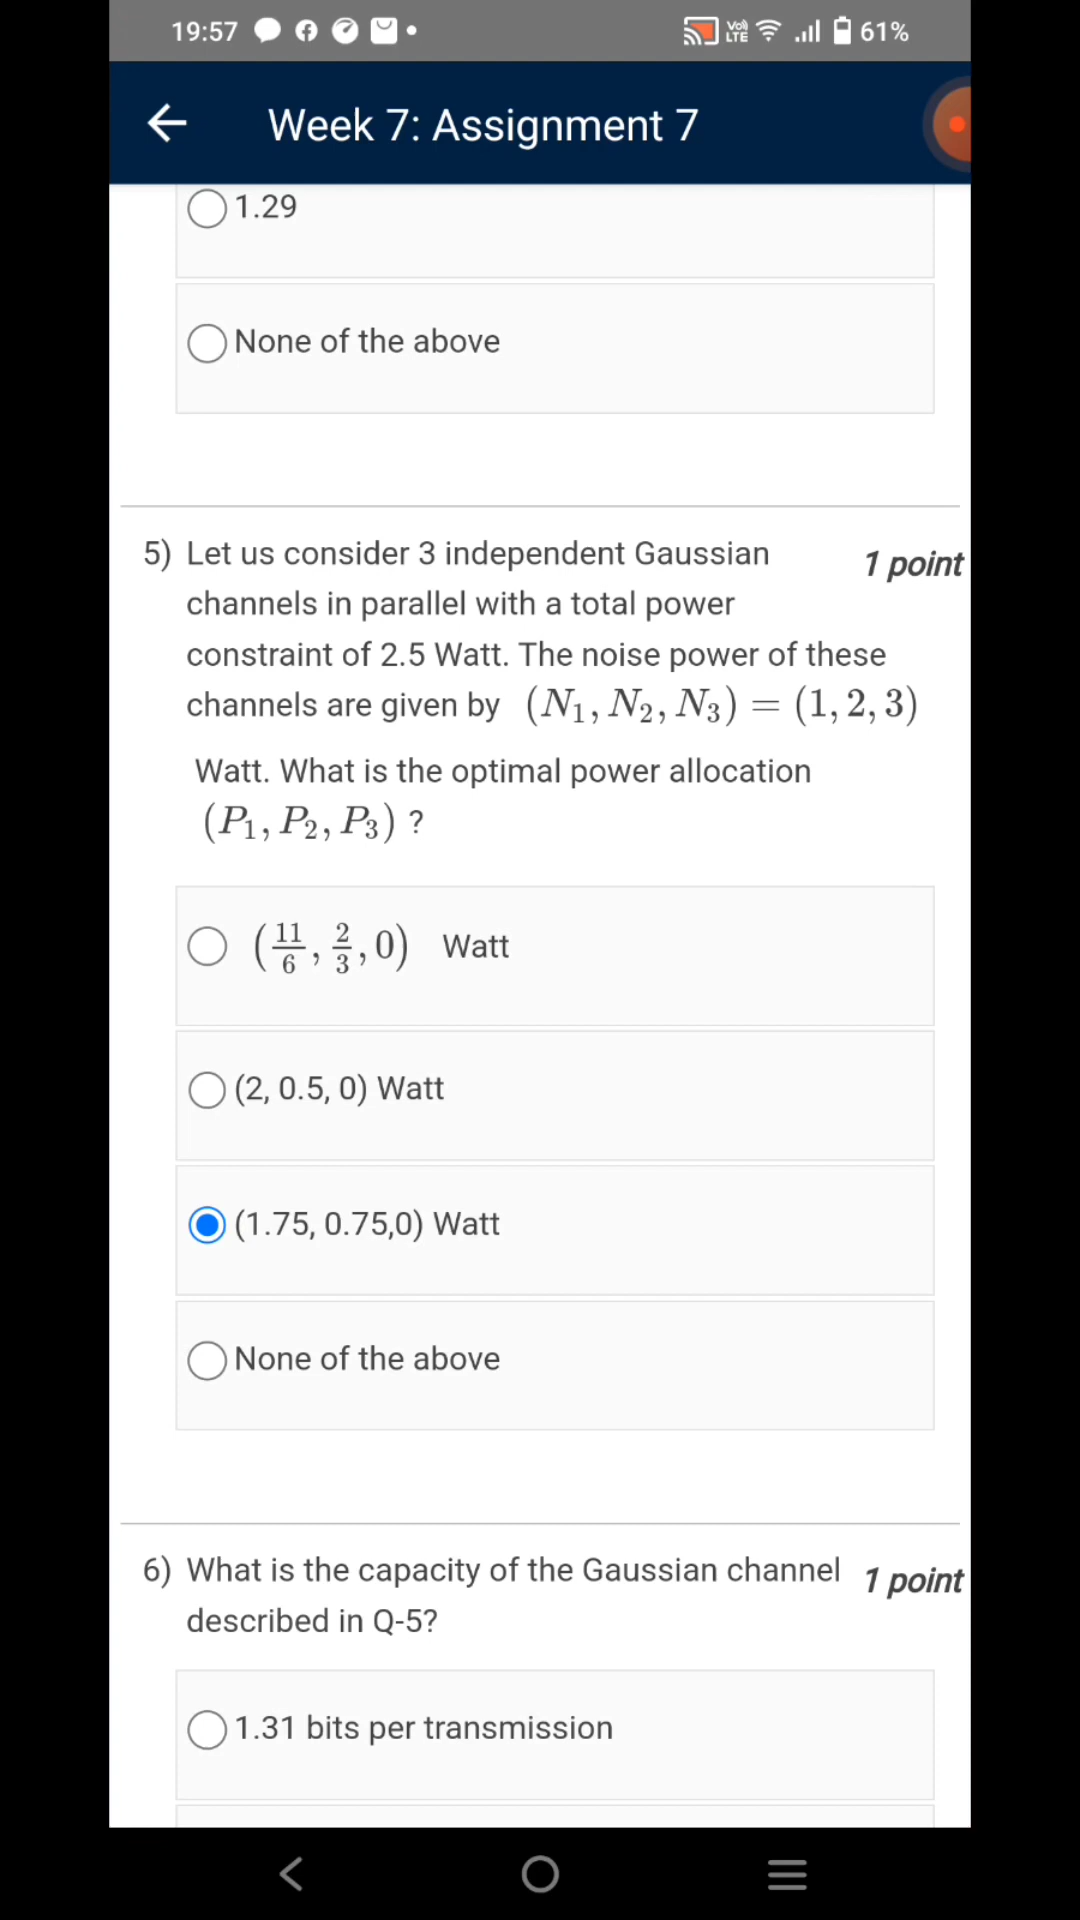 19:57 VoI) LTE 61%
Week 7: Assignment 7
1.29
None of the above
5) Let us consider 3 independent Gaussian 1 point
channels in parallel with a total power
constraint of 2.5 Watt. The noise power of these
channels are given by (N₁, N₂, N₃) = (1, 2, 3)
Watt. What is the optimal power allocation
(P₁, P₂, P₃) ?
(11/6, 2/3, 0) Watt
(2, 0.5, 0) Watt
(1.75, 0.75,0) Watt
None of the above
6) What is the capacity of the Gaussian channel 1 point
described in Q-5?
1.31 bits per transmission